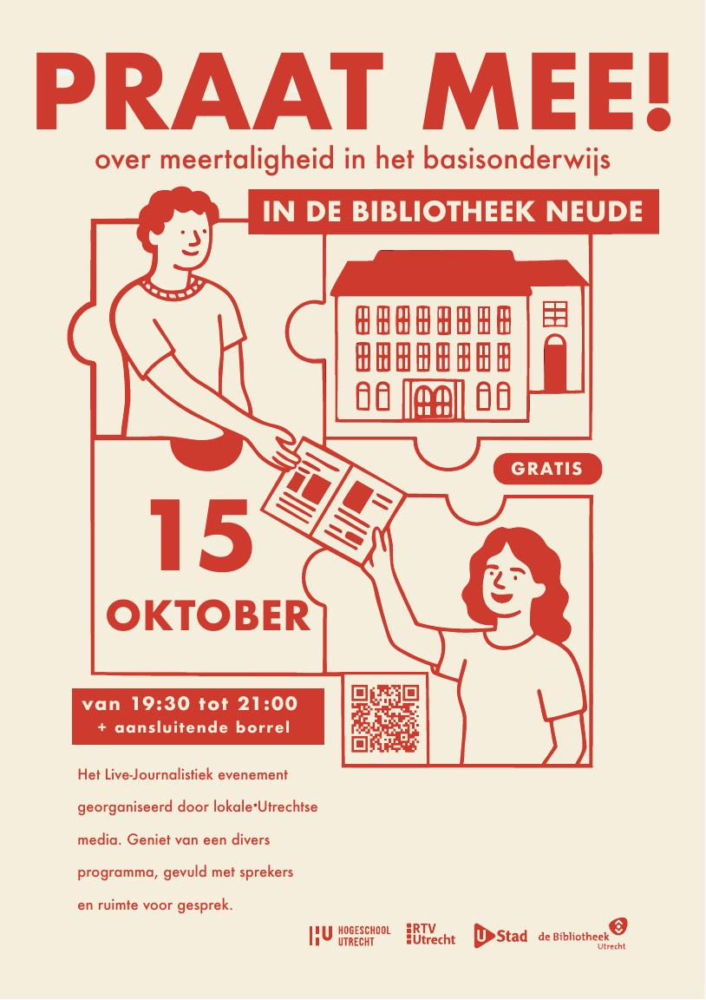 PRAAT MEE!
over meertaligheid in het basisonderwijs
IN DE BIBLIOTHEEK NEUDE
GRATIS
15
OKTOBER
van 19:30 tot 21:00
+ aansluitende borrel
Het Live-Journalistiek evenement
georganiseerd door lokale Utrechtse
media. Geniet van een divers
programma, gevuld met sprekers
en ruimte voor gesprek.
HOGESCHOOL
UTRECHT
RTV
Utrecht
U Stad
de Bibliotheek
Utrecht